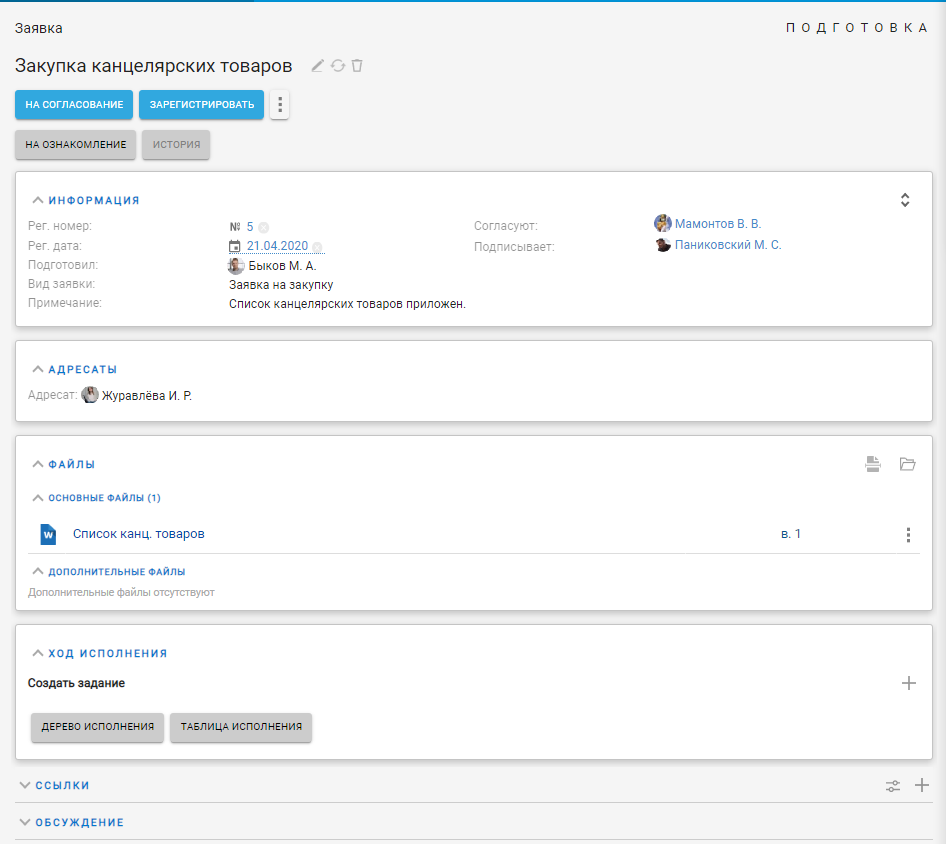 Заявка
ПОДГОТОВКА
Закупка канцелярских товаров
НА СОГЛАСОВАНИЕ ЗАРЕГИСТРИРОВАТЬ
НА ОЗНАКОМЛЕНИЕ ИСТОРИЯ
ИНФОРМАЦИЯ
Рег. номер: № 5
Рег. дата: 21.04.2020
Подготовил: Быков М. А.
Вид заявки: Заявка на закупку
Примечание: Список канцелярских товаров приложен.
Согласуют: Мамонтов В. В.
Подписывает: Паниковский М. С.
АДРЕСАТЫ
Адресат: Журавлёва И. Р.
ФАЙЛЫ
ОСНОВНЫЕ ФАЙЛЫ (1)
W Список канц. товаров в. 1
ДОПОЛНИТЕЛЬНЫЕ ФАЙЛЫ
Дополнительные файлы отсутствуют
ХОД ИСПОЛНЕНИЯ
Создать задание
ДЕРЕВО ИСПОЛНЕНИЯ ТАБЛИЦА ИСПОЛНЕНИЯ
ССЫЛКИ
ОБСУЖДЕНИЕ